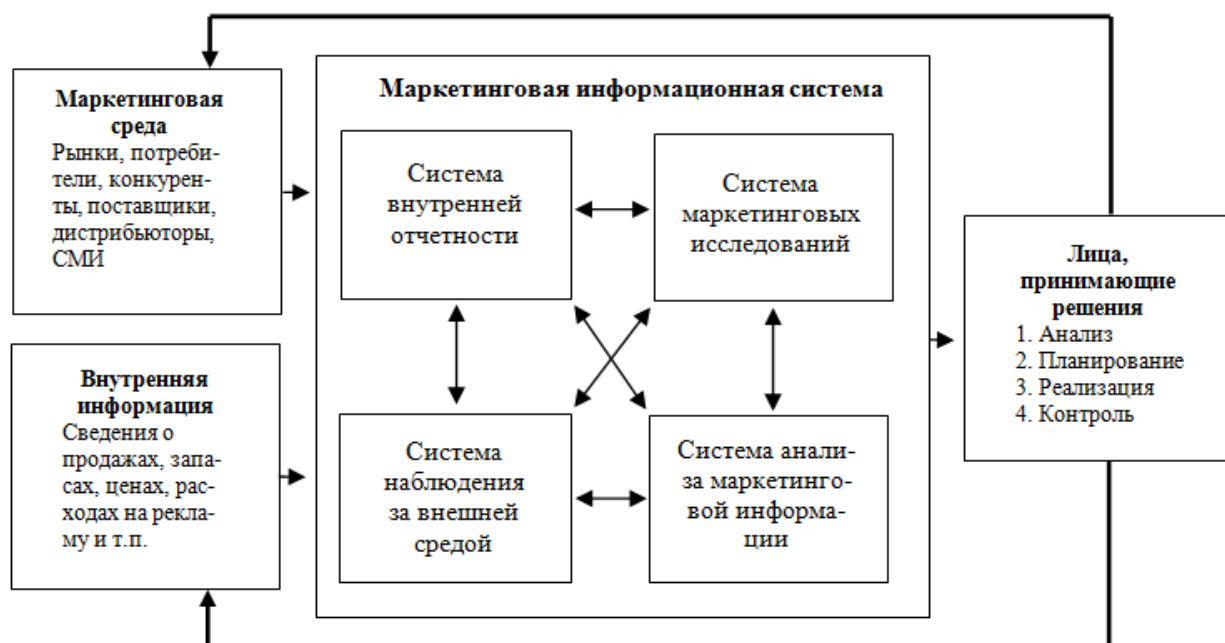 Маркетинговая
среда
Рынки, потреби-
тели, конкурен-
ты, поставщики,
дистрибьюторы,
СМИ
Внутренняя
информация
Сведения о
продажах, запа-
сах, ценах, рас-
ходах на рекла-
му и т.п.
Маркетинговая информационная система
Система
внутренней
отчетности
Система
маркетинговых
исследований
Система
наблюдения
за внешней
средой
Система анали-
за маркетинго-
вой информа-
ции
Лица,
принимающие
решения
1. Анализ
2. Планирование
3. Реализация
4. Контроль